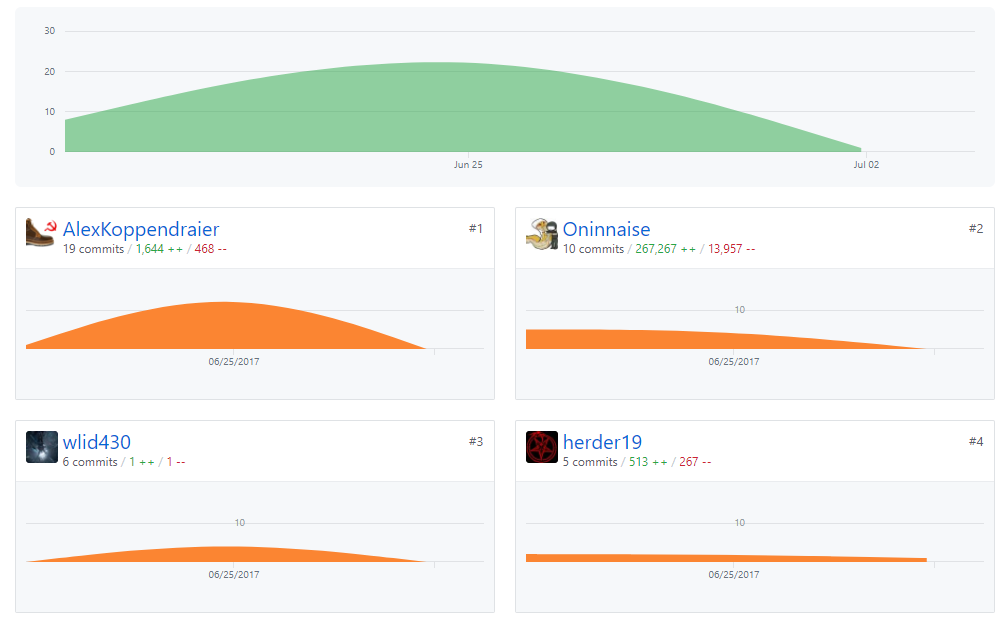 30
20
10
0
Jun 25 Jul 02
AlexKoppendraier #1
19 commits / 1,644 ++ / 468 --
06/25/2017
Oninnaise #2
10 commits / 267,267 ++ / 13,957 --
10
06/25/2017
wlid430 #3
6 commits / 1 ++ / 1 --
10
06/25/2017
herder19 #4
5 commits / 513 ++ / 267 --
10
06/25/2017